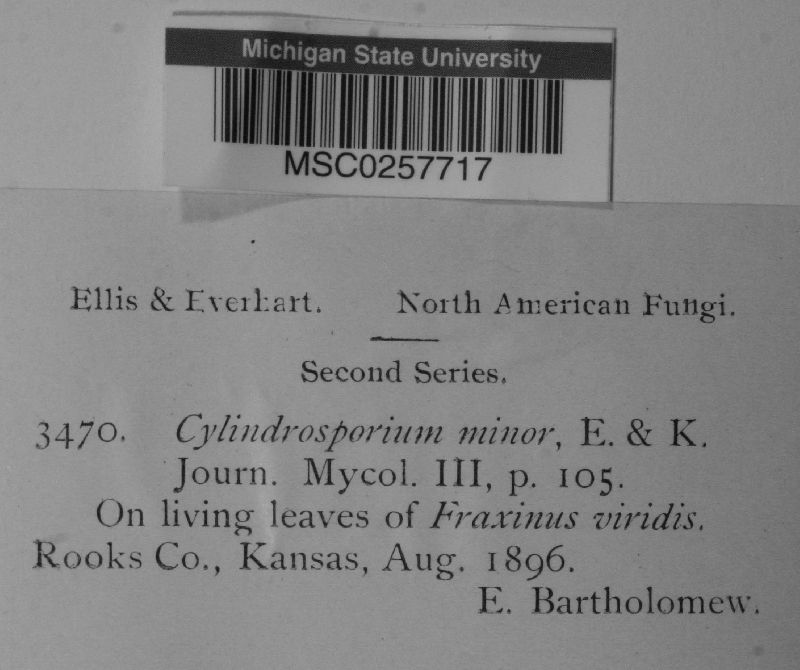 Michigan State University
MSC0257717
Ellis & Everhart. North American Fungi.
Second Series.
3470. Cylindrosporium minor, E. & K.
Journ. Mycol. III, p. 105.
On living leaves of Fraxinus viridis.
Rooks Co., Kansas, Aug. 1896.
E. Bartholomew.